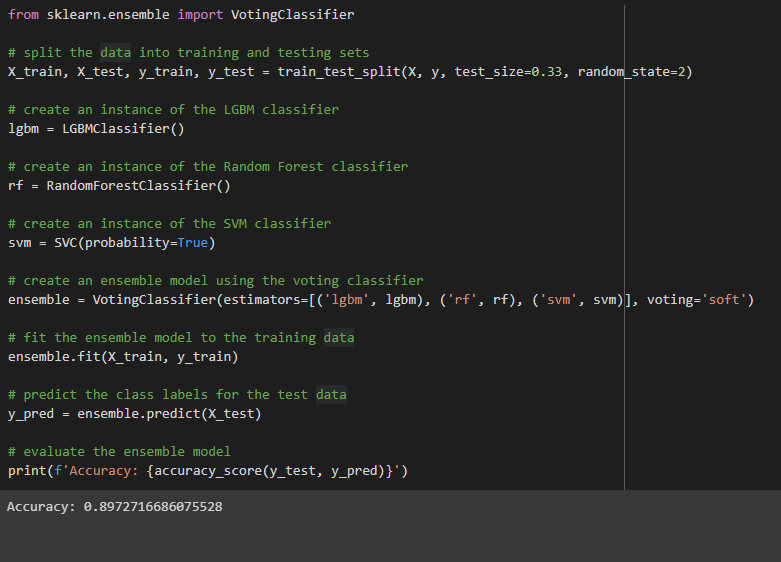 from sklearn.ensemble import VotingClassifier
# split the data into training and testing sets
X_train, X_test, y_train, y_test = train_test_split(X, y, test_size=0.33, random_state=2)
# create an instance of the LGBM classifier
lgbm = LGBMClassifier()
# create an instance of the Random Forest classifier
rf = RandomForestClassifier()
# create an instance of the SVM classifier
svm = SVC(probability=True)
# create an ensemble model using the voting classifier
ensemble = VotingClassifier(estimators=[('lgbm', lgbm), ('rf', rf), ('svm', svm)], voting='soft')
# fit the ensemble model to the training data
ensemble.fit(X_train, y_train)
# predict the class labels for the test data
y_pred = ensemble.predict(X_test)
# evaluate the ensemble model
print(f'Accuracy: {accuracy_score(y_test, y_pred)}')
Accuracy: 0.8972716686075528